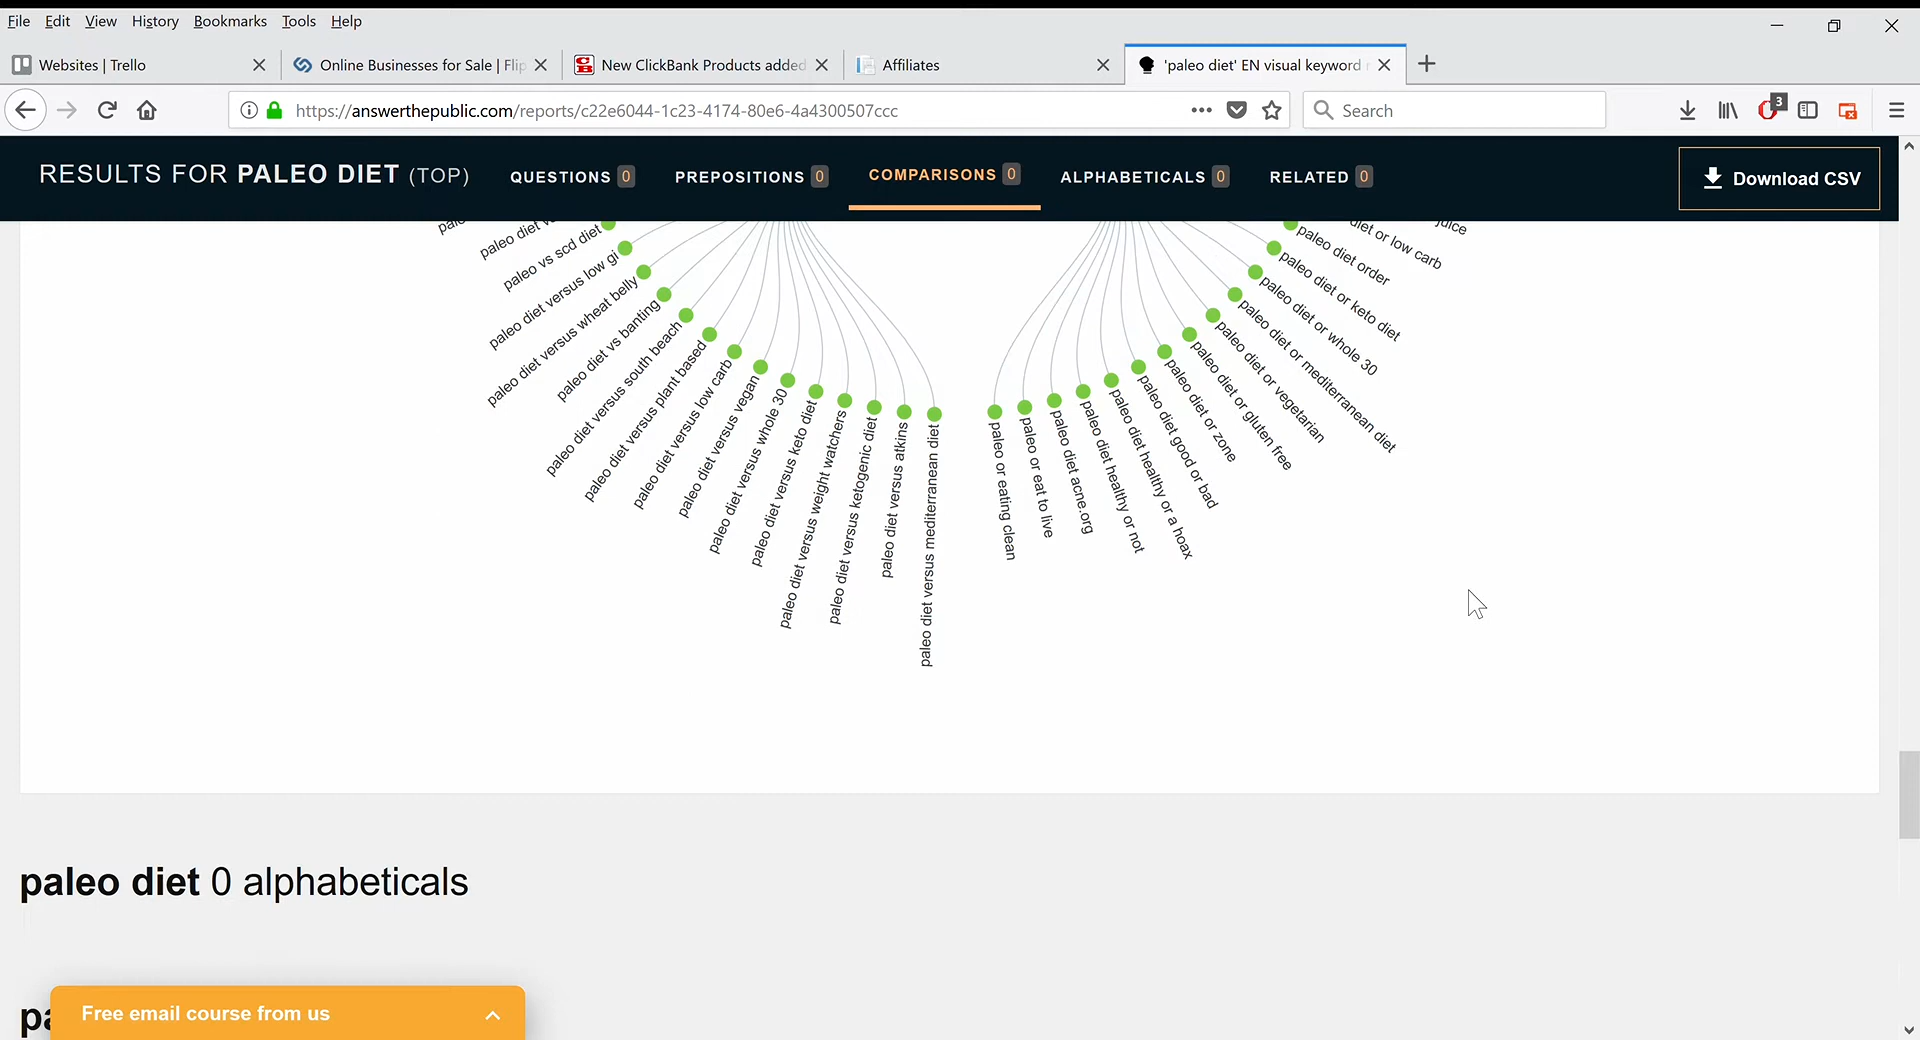 File Edit View History Bookmarks Tools Help
Websites | Trello
Online Businesses for Sale | Flip
New ClickBank Products added
Affiliates
'paleo diet' EN visual keyword
https://answerthepublic.com/reports/c22e6044-1c23-4174-80e6-4a4300507ccc
Search
3
RESULTS FOR PALEO DIET (TOP)
QUESTIONS 0
PREPOSITIONS 0
COMPARISONS 0
ALPHABETICALS 0
RELATED 0
Download CSV
paleo diet
paleo vs scd diet
paleo diet versus low gi
paleo diet versus wheat belly
paleo diet vs banting
paleo diet versus south beach
paleo diet versus plant based
paleo diet versus low carb
paleo diet versus vegan
paleo diet versus whole 30
paleo diet versus keto diet
paleo diet versus weight watchers
paleo diet versus ketogenic diet
paleo diet versus atkins
paleo diet versus mediterranean diet
paleo or eating clean
paleo or eat to live
paleo diet acne.org
paleo diet healthy or not
paleo diet healthy or a hoax
paleo diet good or bad
paleo diet or zone
paleo diet or gluten free
paleo diet or vegetarian
paleo diet or mediterranean diet
paleo diet or whole 30
paleo diet or keto diet
paleo diet order
diet or low carb
juice
paleo diet 0 alphabeticals
Free email course from us